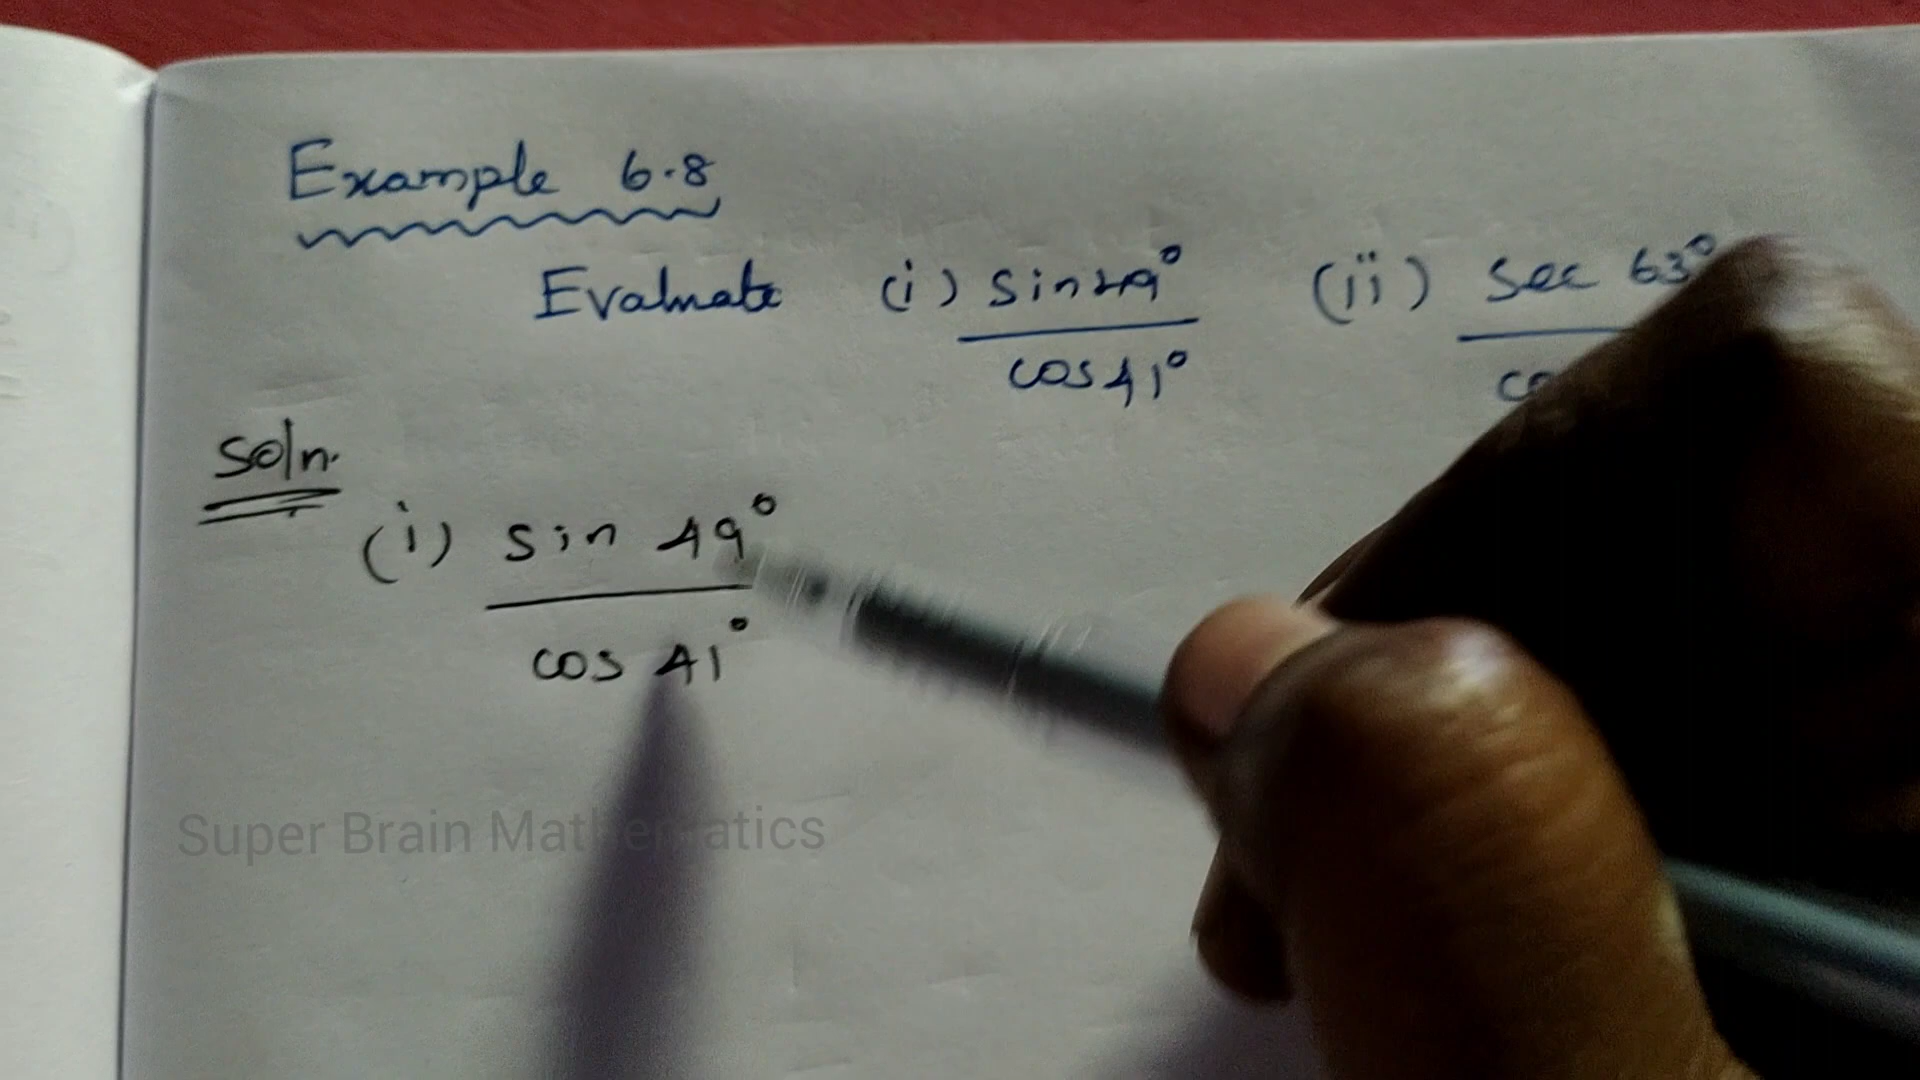 Example 6.8
Evaluate (i) sin 49° (ii) sec 63°
cos 41°
Soln.
(i) sin 49°
cos 41°
Super Brain Mathematics